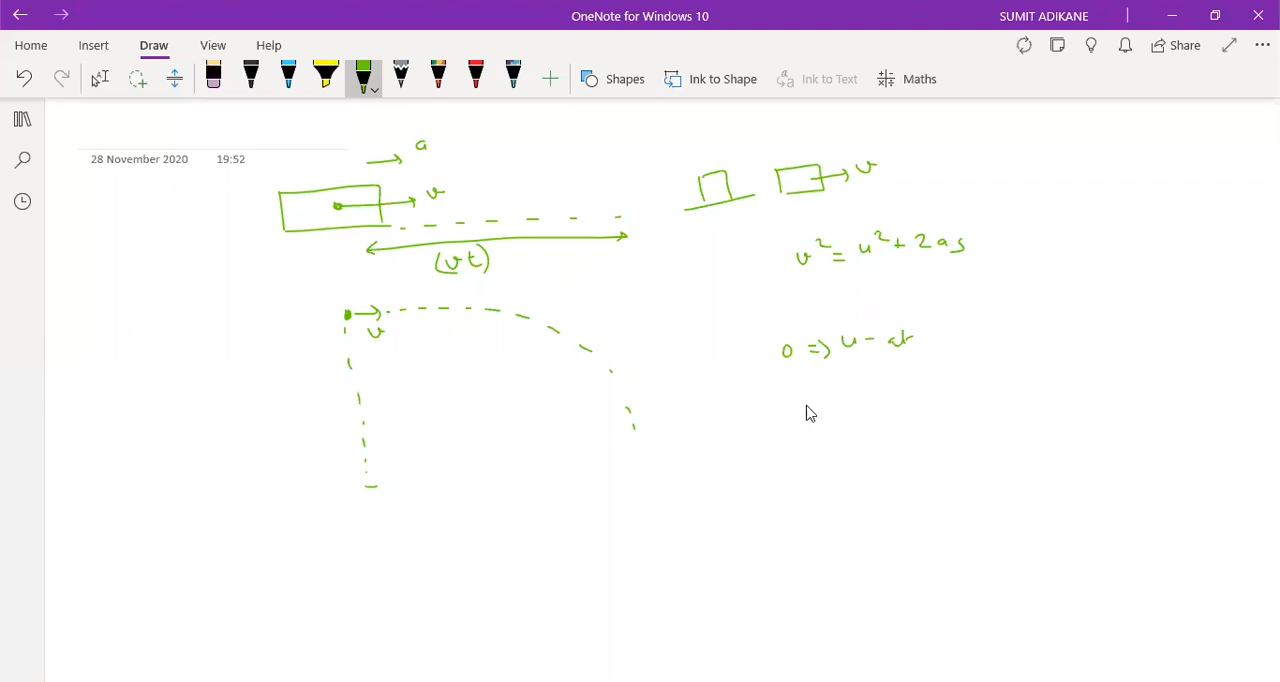 OneNote for Windows 10
SUMIT ADIKANE
Home Insert Draw View Help
Share
Shapes Ink to Shape Ink to Text Maths
28 November 2020 19:52
a
v
v
(vt)
v² = u² + 2as
v
0 ⇒ u - at